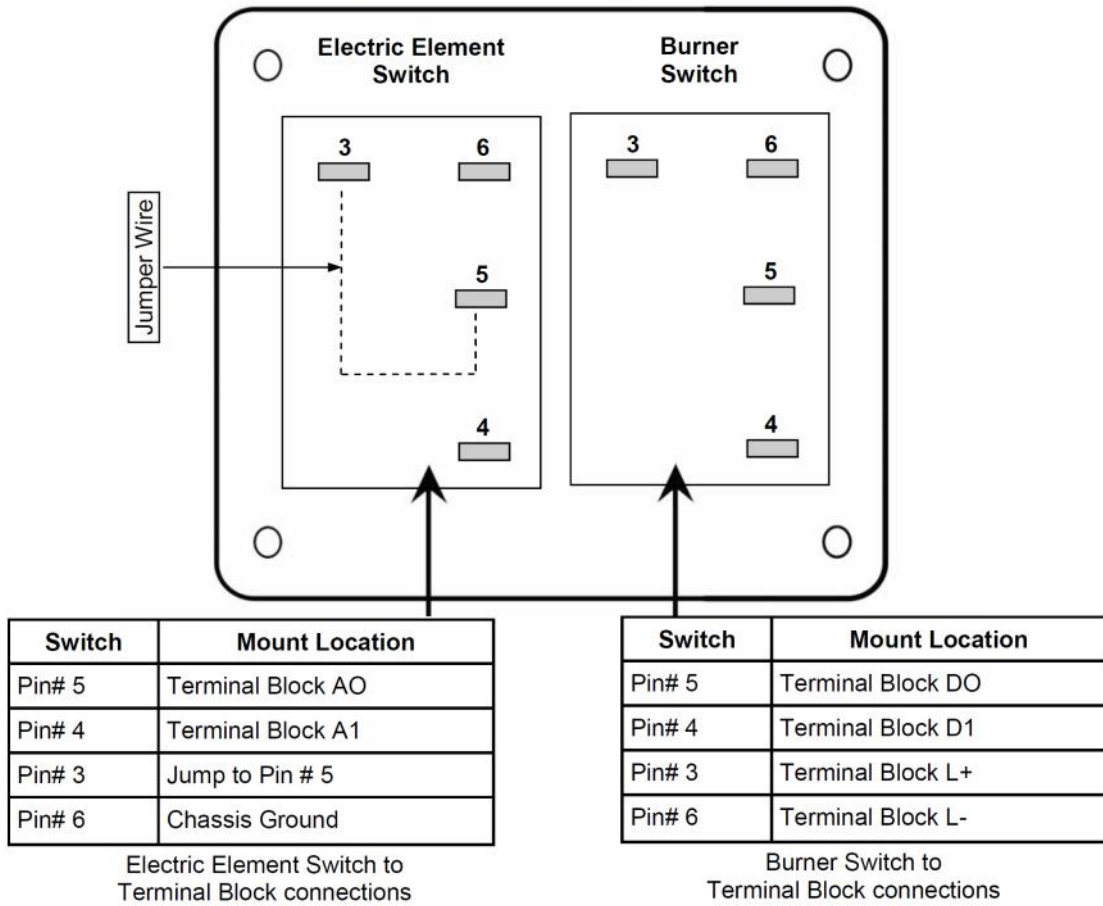 Electric Element
Switch
Burner
Switch
3
6
5
4
3
6
5
4
Jumper Wire
Switch Mount Location
Pin# 5 Terminal Block AO
Pin# 4 Terminal Block A1
Pin# 3 Jump to Pin # 5
Pin# 6 Chassis Ground
Electric Element Switch to
Terminal Block connections
Switch Mount Location
Pin# 5 Terminal Block DO
Pin# 4 Terminal Block D1
Pin# 3 Terminal Block L+
Pin# 6 Terminal Block L-
Burner Switch to
Terminal Block connections